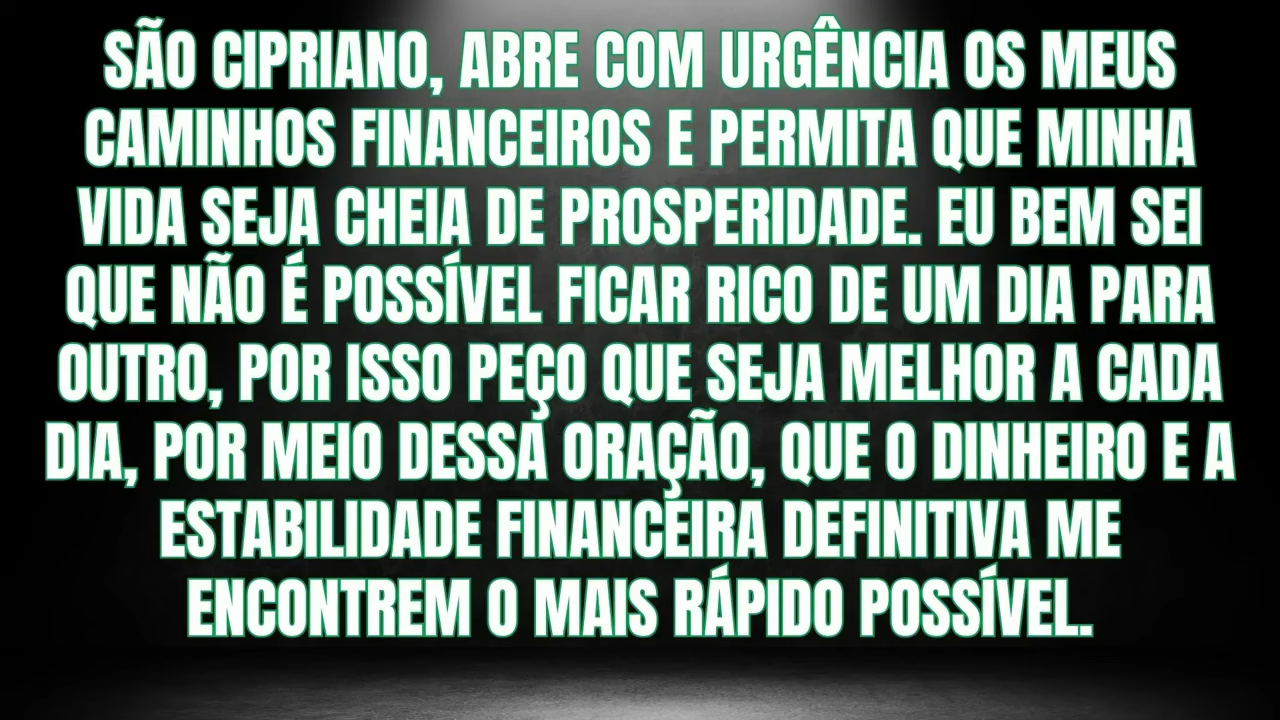 SÃO CIPRIANO, ABRE COM URGÊNCIA OS MEUS
CAMINHOS FINANCEIROS E PERMITA QUE MINHA
VIDA SEJA CHEIA DE PROSPERIDADE. EU BEM SEI
QUE NÃO É POSSÍVEL FICAR RICO DE UM DIA PARA
OUTRO, POR ISSO PEÇO QUE SEJA MELHOR A CADA
DIA, POR MEIO DESSA ORAÇÃO, QUE O DINHEIRO E A
ESTABILIDADE FINANCEIRA DEFINITIVA ME
ENCONTREM O MAIS RÁPIDO POSSÍVEL.